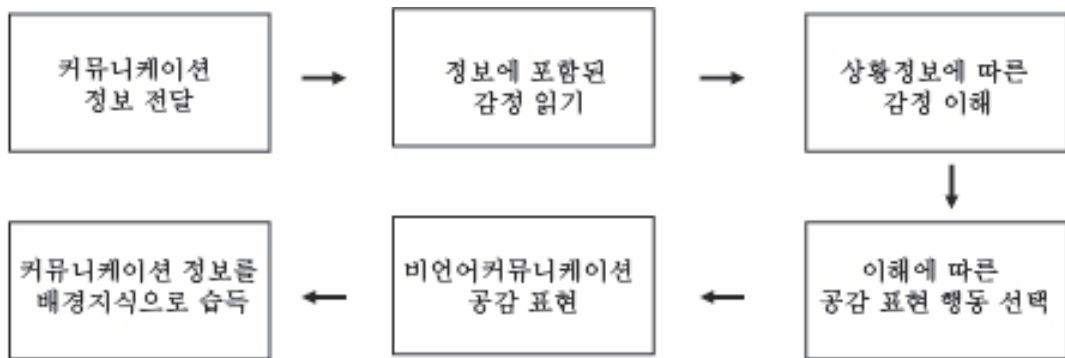 커뮤니케이션
정보 전달
정보에 포함된
감정 읽기
상황정보에 따른
감정 이해
이해에 따른
공감 표현 행동 선택
비언어커뮤니케이션
공감 표현
커뮤니케이션 정보를
배경지식으로 습득